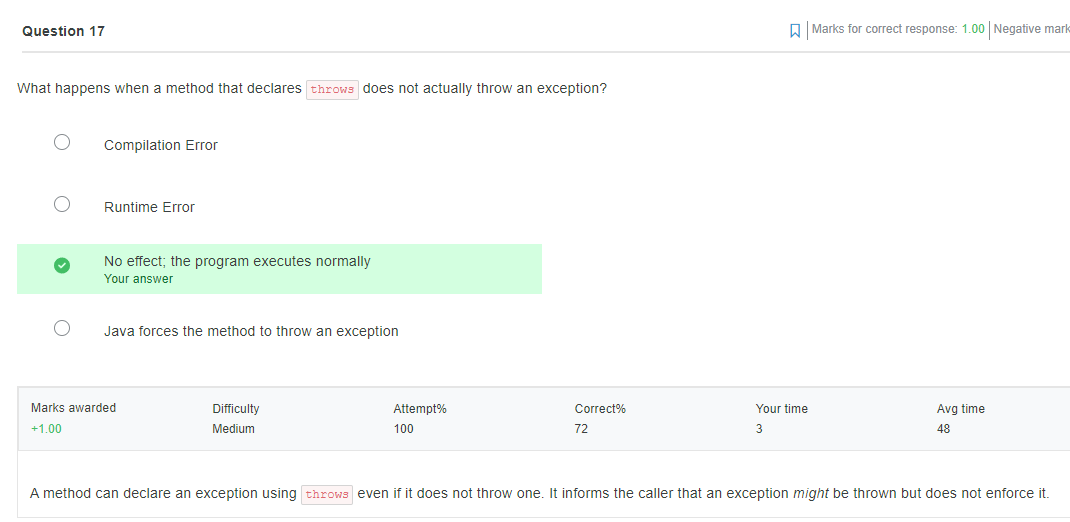 Question 17
Marks for correct response: 1.00 Negative mark
What happens when a method that declares throws does not actually throw an exception?
Compilation Error
Runtime Error
No effect; the program executes normally
Your answer
Java forces the method to throw an exception
Marks awarded Difficulty Attempt% Correct% Your time Avg time
+1.00 Medium 100 72 3 48
A method can declare an exception using throws even if it does not throw one. It informs the caller that an exception might be thrown but does not enforce it.